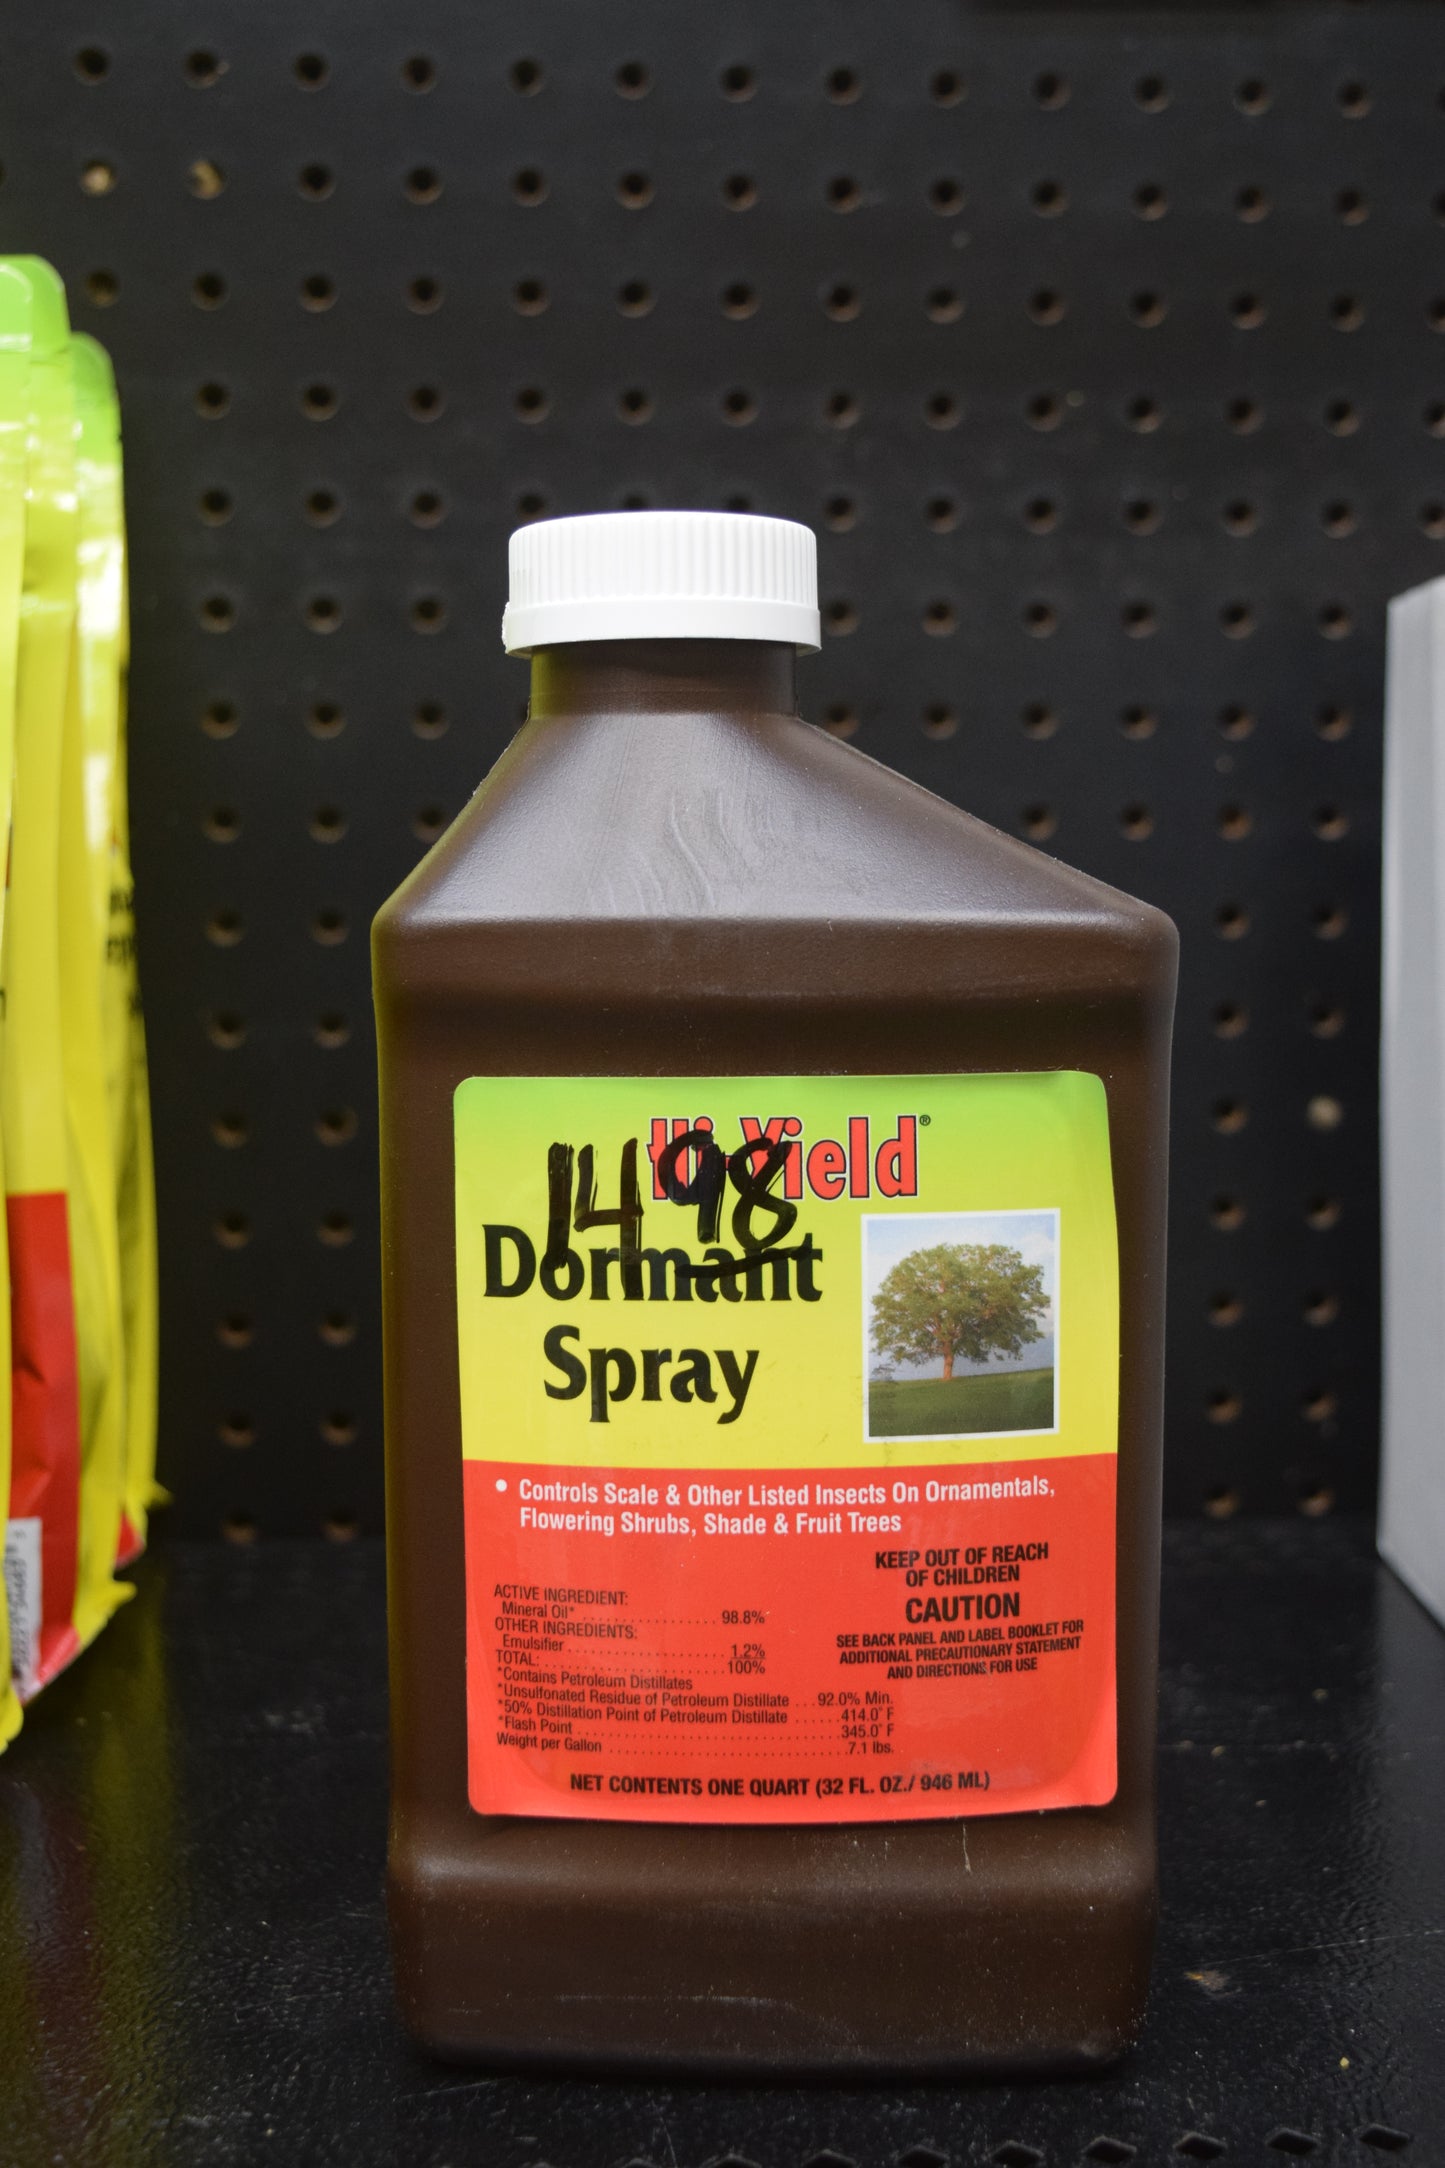 Hi-Yield®
1498
Dormant
Spray
• Controls Scale & Other Listed Insects On Ornamentals,
Flowering Shrubs, Shade & Fruit Trees
KEEP OUT OF REACH
OF CHILDREN
CAUTION
SEE BACK PANEL AND LABEL BOOKLET FOR
ADDITIONAL PRECAUTIONARY STATEMENT
AND DIRECTIONS FOR USE
ACTIVE INGREDIENT:
Mineral Oil* .................... 98.8%
OTHER INGREDIENTS:
Emulsifier .................... 1.2%
TOTAL: .................... 100%
*Contains Petroleum Distillates
*Unsulfonated Residue of Petroleum Distillate ...92.0% Min.
*50% Distillation Point of Petroleum Distillate ......414.0° F
*Flash Point .................... 345.0° F
Weight per Gallon .................... 7.1 lbs.
NET CONTENTS ONE QUART (32 FL. OZ./ 946 ML)